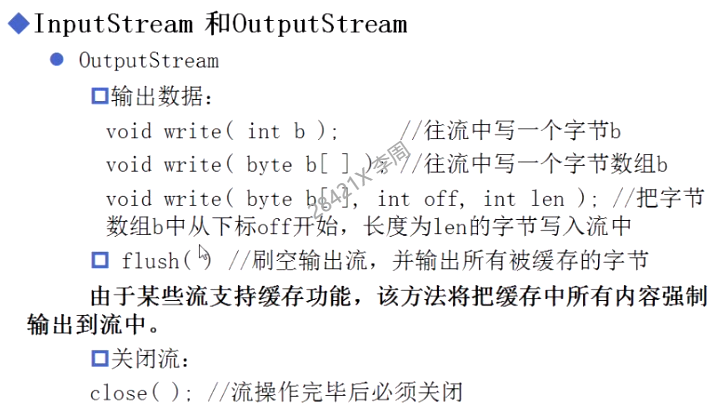 InputStream 和OutputStream
OutputStream
输出数据：
void write( int b ); //往流中写一个字节b
void write( byte b[ ] ); //往流中写一个字节数组b
void write( byte b[ ], int off, int len ); //把字节
数组b中从下标off开始，长度为len的字节写入流中
flush( ) //刷空输出流，并输出所有被缓存的字节
由于某些流支持缓存功能，该方法将把缓存中所有内容强制
输出到流中。
关闭流：
close( ); //流操作完毕后必须关闭
28421X 李周